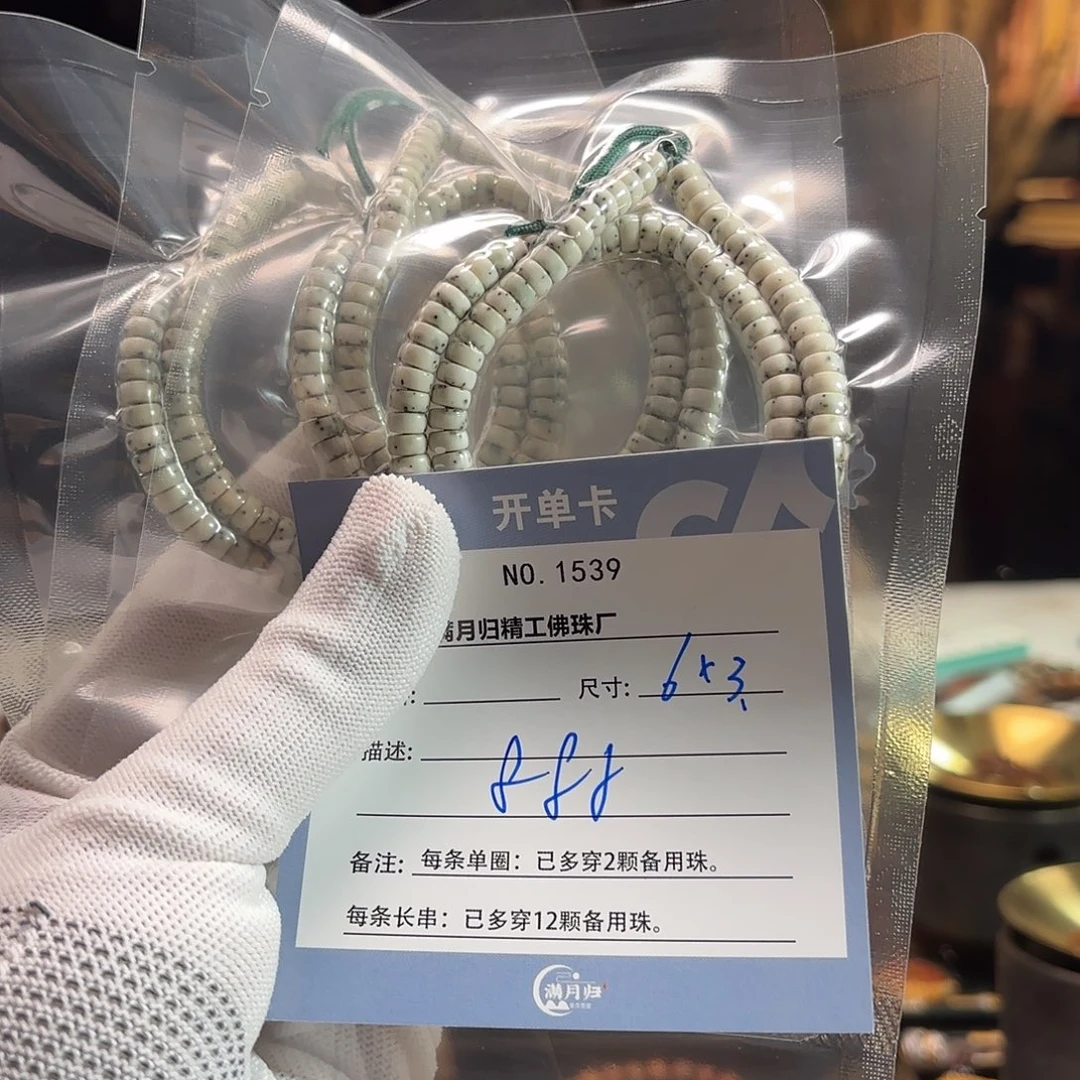 开单卡
NO.1539
满月归精工佛珠厂
尺寸: 6×3
描述:
备注: 每条单圈：已多穿2颗备用珠。
每条长串：已多穿12颗备用珠。
满月归